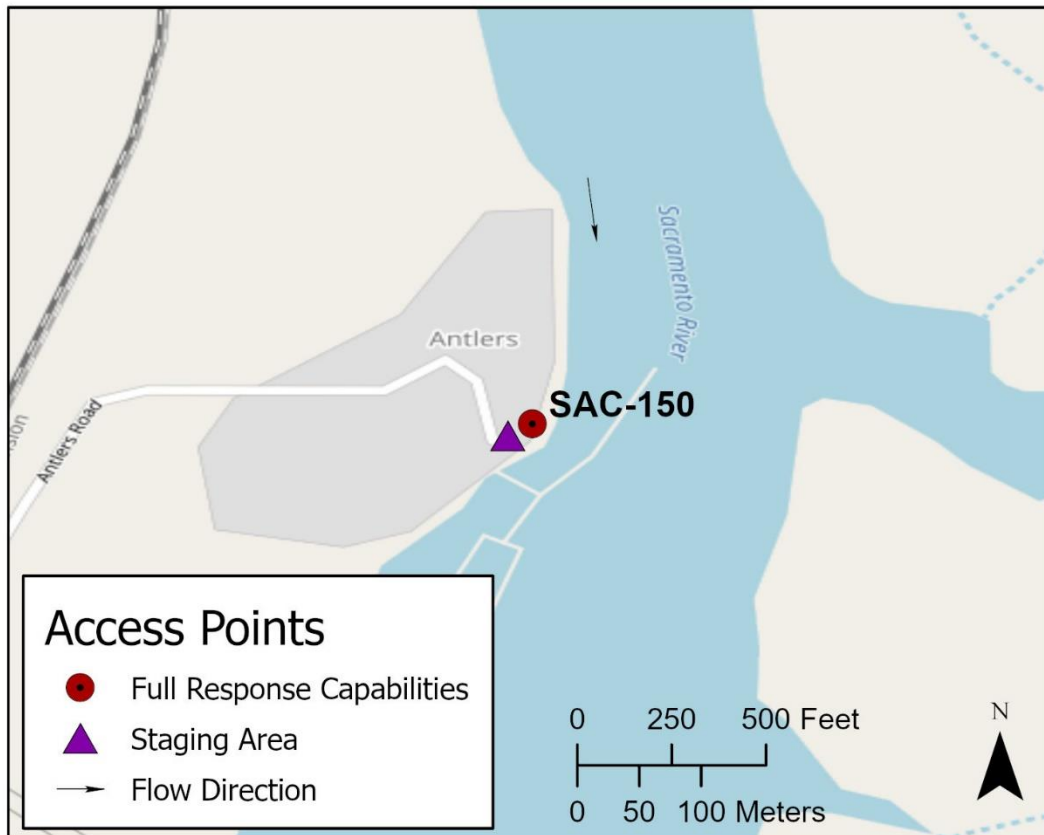 Sacramento River
Antlers
SAC-150
Antlers Road
ision
Access Points
Full Response Capabilities
Staging Area
Flow Direction
0 250 500 Feet
0 50 100 Meters
N